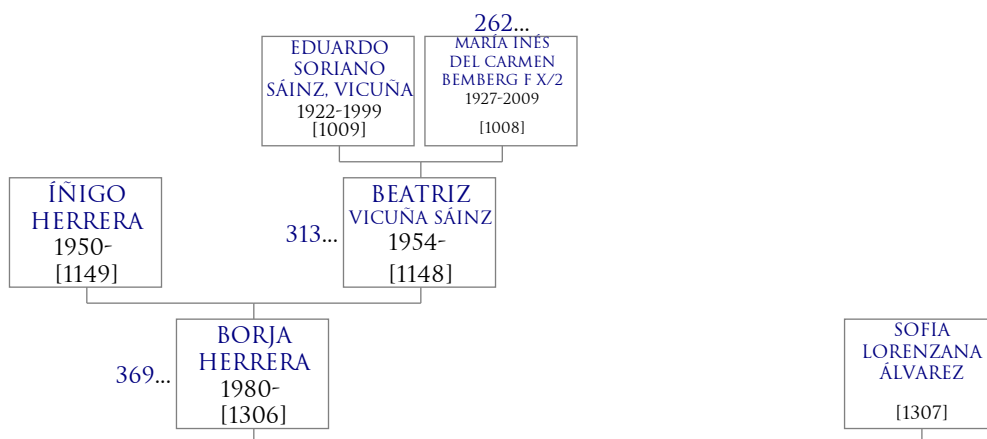 262...
EDUARDO
SORIANO
SÁINZ, VICUÑA
1922-1999
[1009]
MARÍA INÉS
DEL CARMEN
BEMBERG F X/2
1927-2009
[1008]
ÍÑIGO
HERRERA
1950-
[1149]
313...
BEATRIZ
VICUÑA SÁINZ
1954-
[1148]
369...
BORJA
HERRERA
1980-
[1306]
SOFIA
LORENZANA
ÁLVAREZ
[1307]